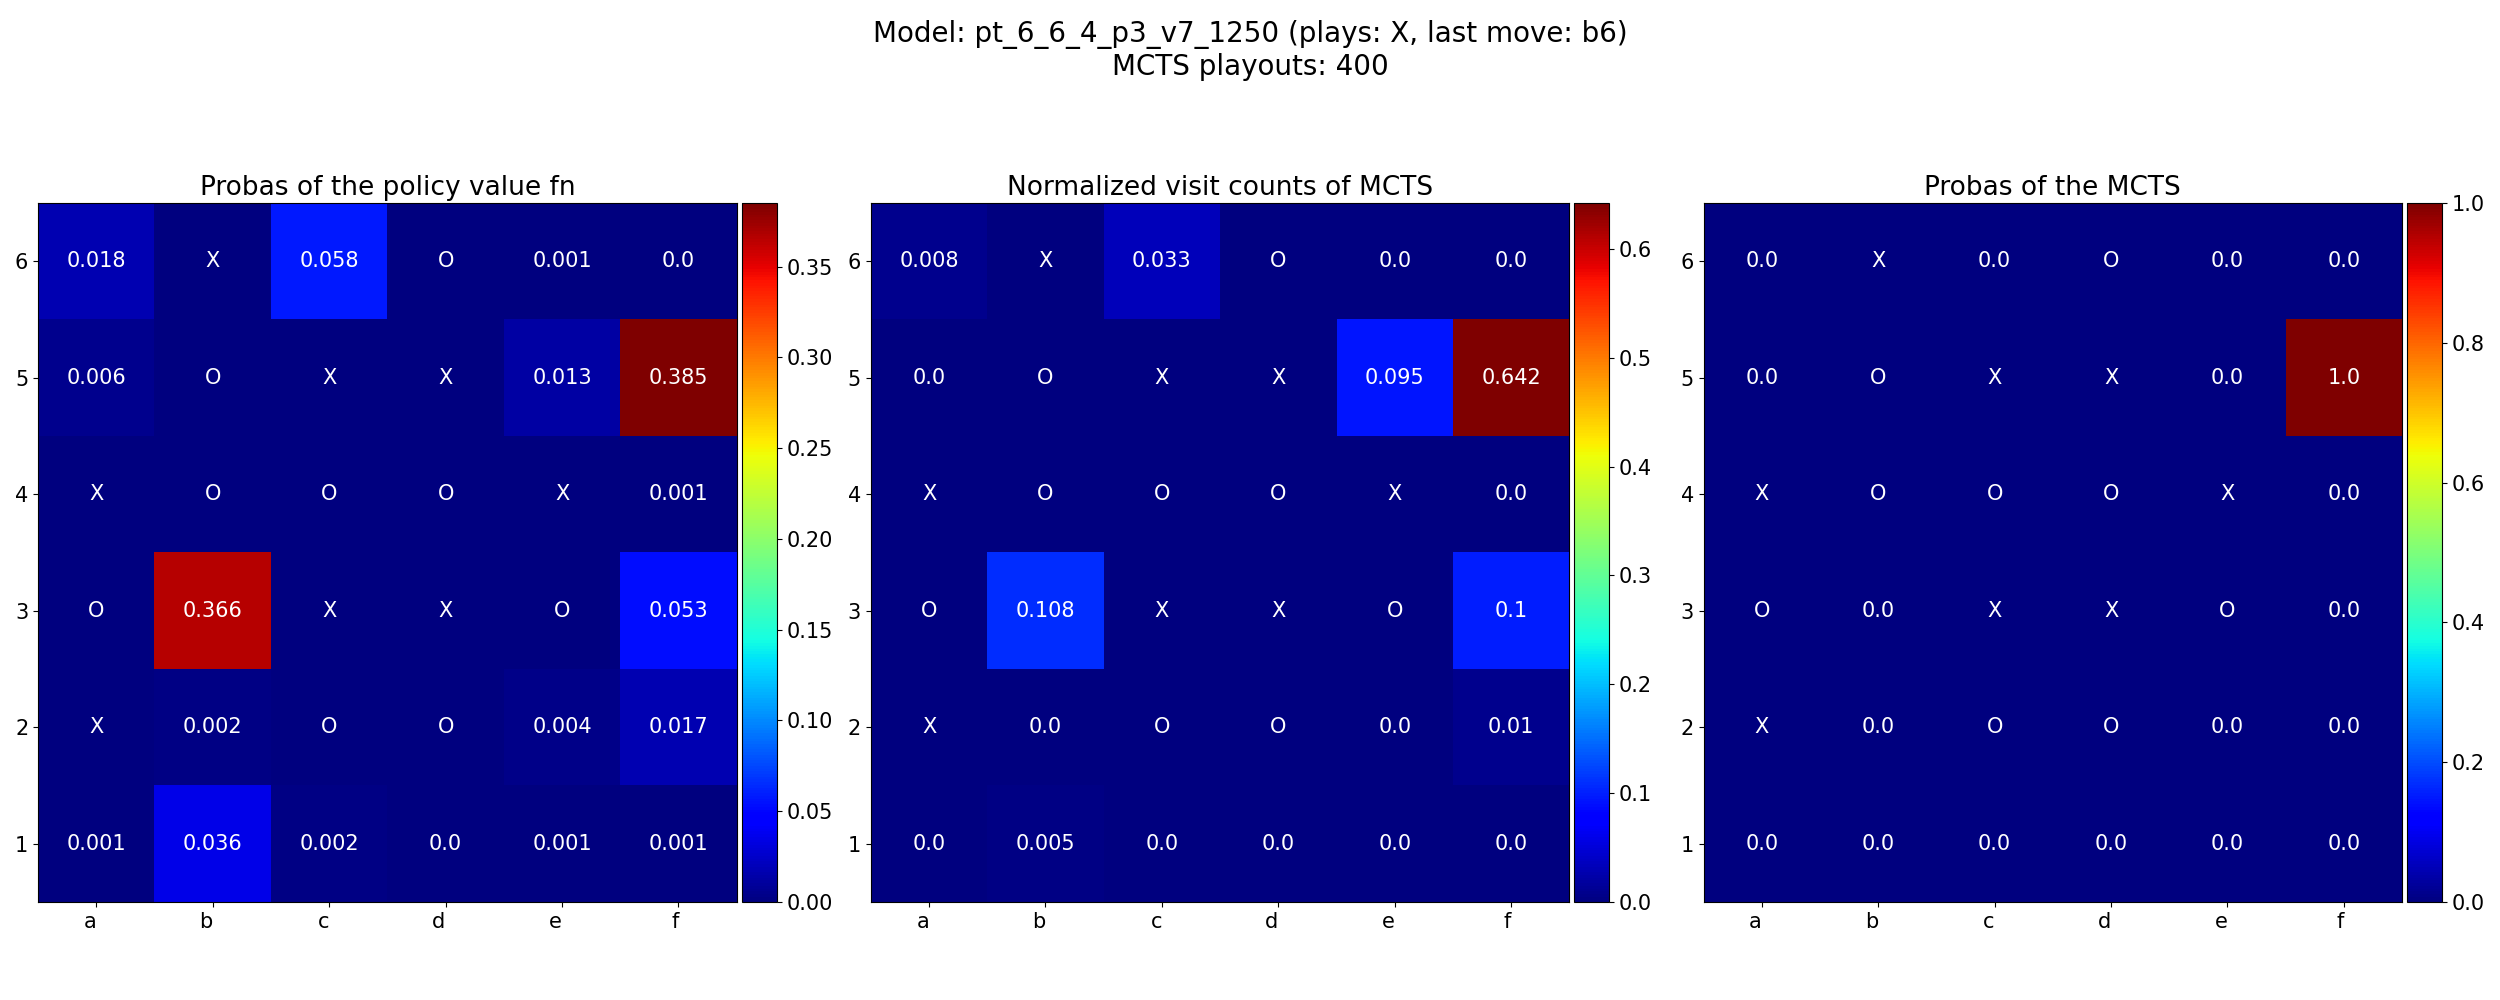 Model: pt_6_6_4_p3_v7_1250 (plays: X, last move: b6)
MCTS playouts: 400
Probas of the policy value fn
6 0.018 X 0.058 O 0.001 0.0
5 0.006 O X X 0.013 0.385
4 X O O O X 0.001
3 O 0.366 X X O 0.053
2 X 0.002 O O 0.004 0.017
1 0.001 0.036 0.002 0.0 0.001 0.001
a b c d e f
0.35
0.30
0.25
0.20
0.15
0.10
0.05
0.00
Normalized visit counts of MCTS
6 0.008 X 0.033 O 0.0 0.0
5 0.0 O X X 0.095 0.642
4 X O O O X 0.0
3 O 0.108 X X O 0.1
2 X 0.0 O O 0.0 0.01
1 0.0 0.005 0.0 0.0 0.0 0.0
a b c d e f
0.6
0.5
0.4
0.3
0.2
0.1
0.0
Probas of the MCTS
6 0.0 X 0.0 O 0.0 0.0
5 0.0 O X X 0.0 1.0
4 X O O O X 0.0
3 O 0.0 X X O 0.0
2 X 0.0 O O 0.0 0.0
1 0.0 0.0 0.0 0.0 0.0 0.0
a b c d e f
1.0
0.8
0.6
0.4
0.2
0.0